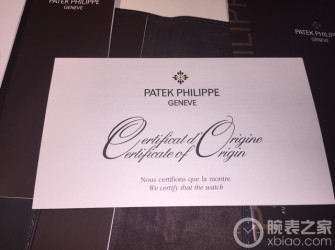 PATEK PHILIPPE
GENEVE
Certificat d'Origine
Certificate of Origin
Nous certifions que la montre
We certify that the watch
PATEK PHILIPPE
GENEVE
腕表之家
xbiao.com